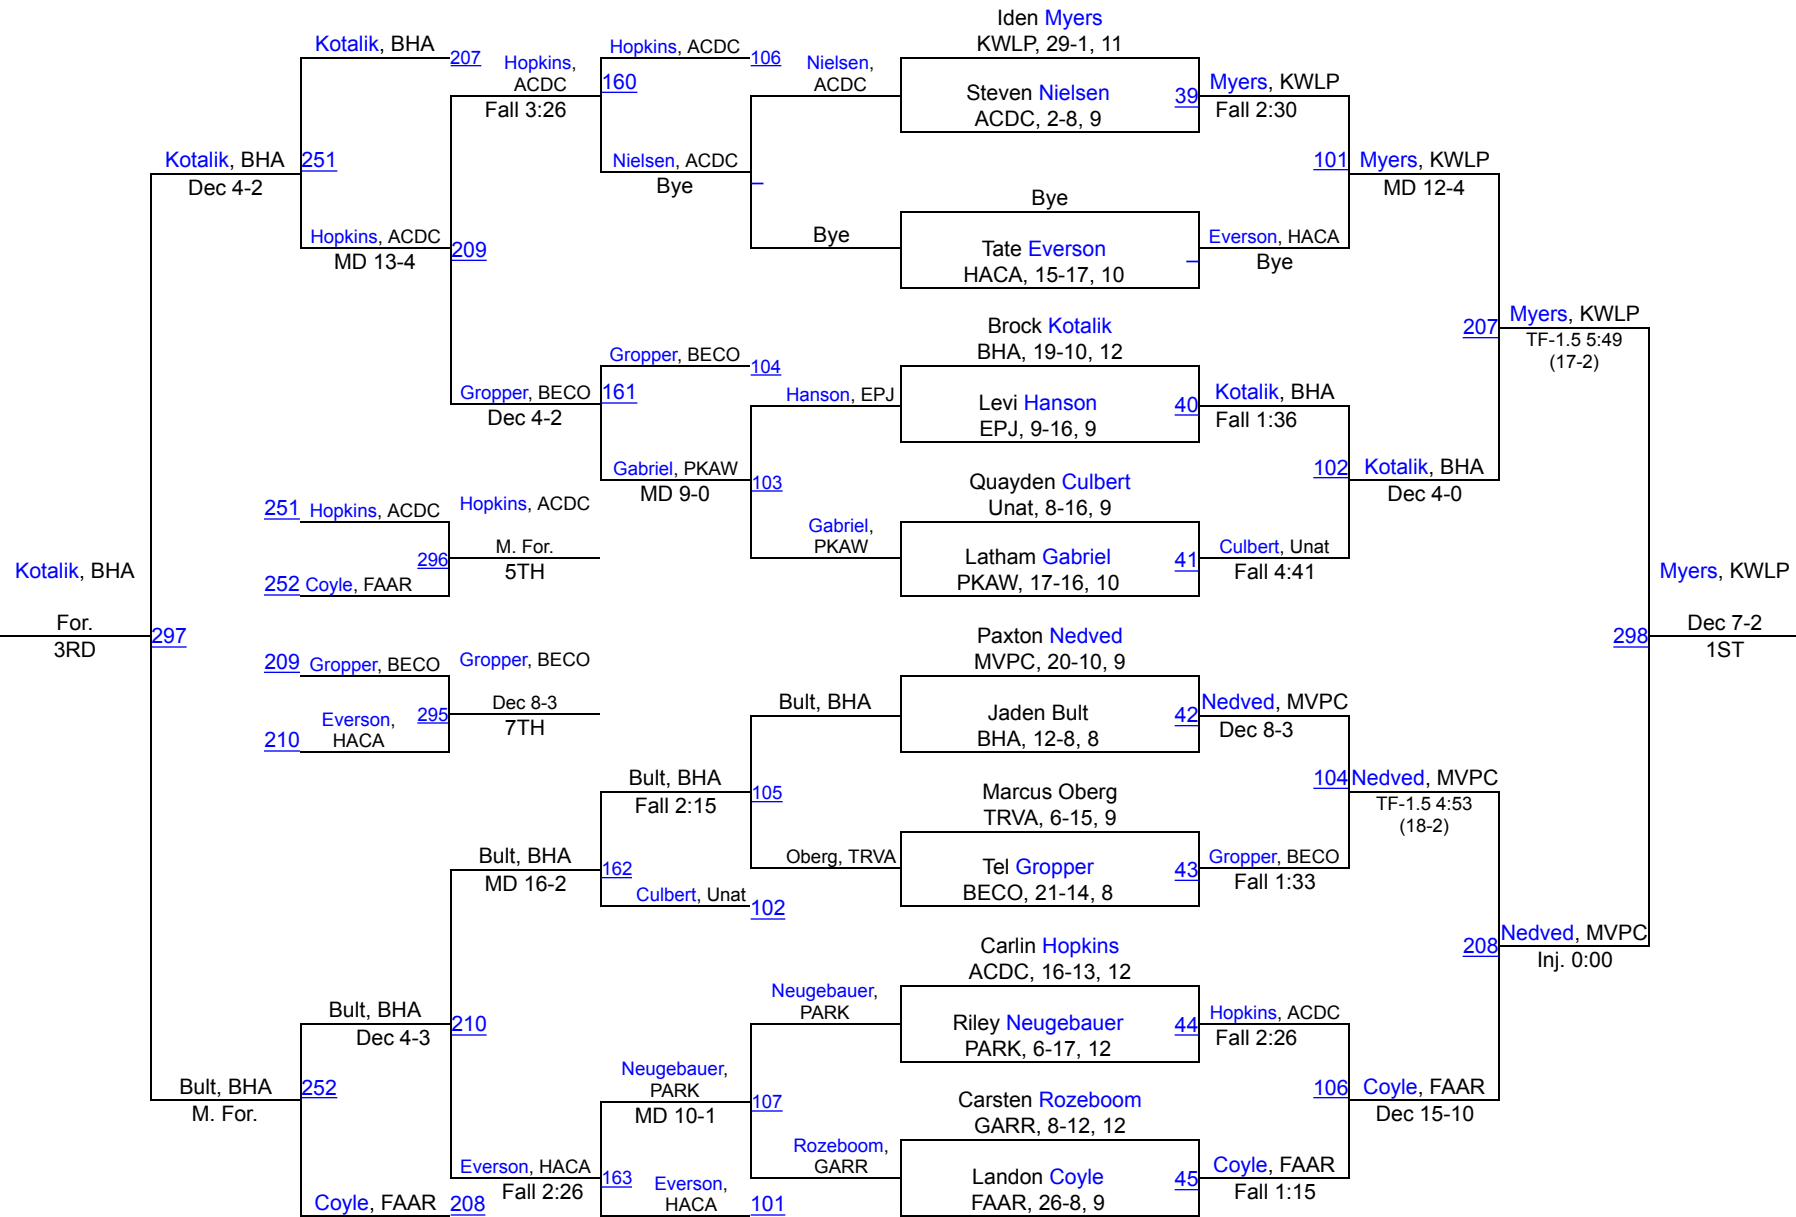 Kotalik, BHA
207
Kotalik, BHA
251
Dec 4-2
Hopkins, ACDC
MD 13-4
Hopkins,
ACDC
Fall 3:26
209
Hopkins, ACDC
106
160
Nielsen, ACDC
Bye
Nielsen,
ACDC
–
Bye
Gropper, BECO
Dec 4-2
Gropper, BECO
104
161
Gabriel, PKAW
MD 9-0
Hanson, EPJ
103
Gabriel,
PKAW
251
Hopkins, ACDC
Hopkins, ACDC
296
M. For.
5TH
252
Coyle, FAAR
Kotalik, BHA
For.
3RD
297
209
Gropper, BECO
Gropper, BECO
295
Dec 8-3
7TH
210
Everson,
HACA
Bult, BHA
Bult, BHA
Fall 2:15
105
Oberg, TRVA
Bult, BHA
MD 16-2
162
Culbert, Unat
102
Bult, BHA
Dec 4-3
210
Bult, BHA
M. For.
252
Neugebauer,
PARK
Neugebauer,
PARK
MD 10-1
107
Rozeboom,
GARR
Everson, HACA
Fall 2:26
163
Everson,
HACA
101
Coyle, FAAR
208
Iden Myers
KWLP, 29-1, 11
Steven Nielsen
ACDC, 2-8, 9
39
Myers, KWLP
Fall 2:30
Bye
Tate Everson
HACA, 15-17, 10
–
Everson, HACA
Bye
101
Myers, KWLP
MD 12-4
Brock Kotalik
BHA, 19-10, 12
Levi Hanson
EPJ, 9-16, 9
40
Kotalik, BHA
Fall 1:36
Quayden Culbert
Unat, 8-16, 9
Latham Gabriel
PKAW, 17-16, 10
41
Culbert, Unat
Fall 4:41
102
Kotalik, BHA
Dec 4-0
207
Myers, KWLP
TF-1.5 5:49
(17-2)
Paxton Nedved
MVPC, 20-10, 9
Jaden Bult
BHA, 12-8, 8
42
Nedved, MVPC
Dec 8-3
Marcus Oberg
TRVA, 6-15, 9
Tel Gropper
BECO, 21-14, 8
43
Gropper, BECO
Fall 1:33
104
Nedved, MVPC
TF-1.5 4:53
(18-2)
Carlin Hopkins
ACDC, 16-13, 12
Riley Neugebauer
PARK, 6-17, 12
44
Hopkins, ACDC
Fall 2:26
Carsten Rozeboom
GARR, 8-12, 12
Landon Coyle
FAAR, 26-8, 9
45
Coyle, FAAR
Fall 1:15
106
Coyle, FAAR
Dec 15-10
208
Nedved, MVPC
Inj. 0:00
298
Myers, KWLP
Dec 7-2
1ST